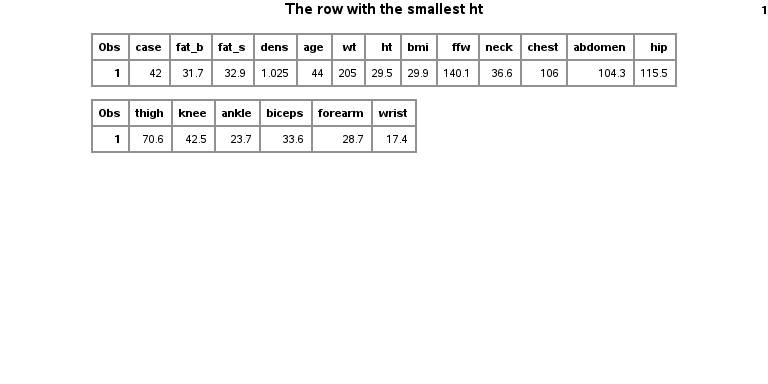 The row with the smallest ht 1
Obs case fat_b fat_s dens age wt ht bmi ffw neck chest abdomen hip
1 42 31.7 32.9 1.025 44 205 29.5 29.9 140.1 36.6 106 104.3 115.5
Obs thigh knee ankle biceps forearm wrist
1 70.6 42.5 23.7 33.6 28.7 17.4